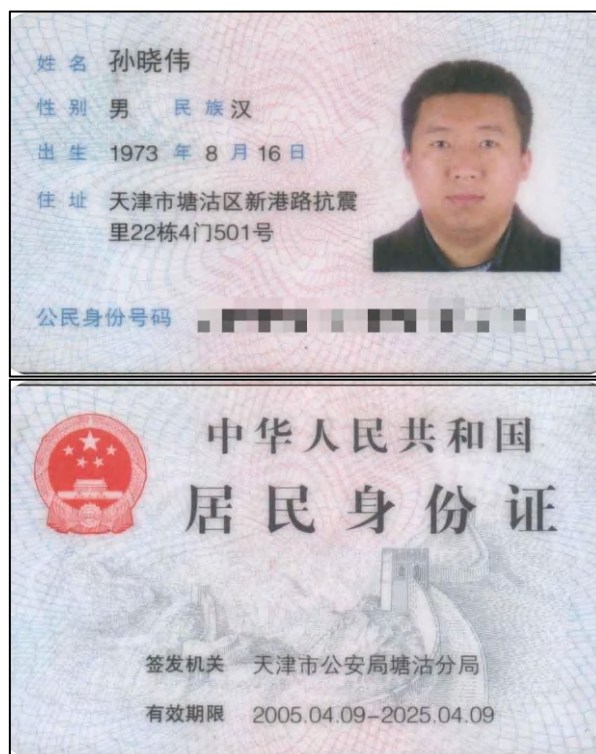 姓名 孙晓伟
性别 男 民族 汉
出生 1973 年 8 月 16 日
住址 天津市塘沽区新港路抗震
里22栋4门501号
公民身份号码
中华人民共和国
居民身份证
签发机关 天津市公安局塘沽分局
有效期限 2005.04.09-2025.04.09